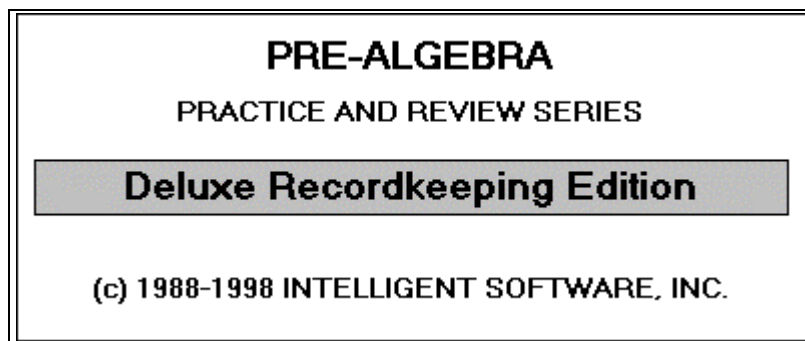 PRE-ALGEBRA
PRACTICE AND REVIEW SERIES
Deluxe Recordkeeping Edition
(c) 1988-1998 INTELLIGENT SOFTWARE, INC.